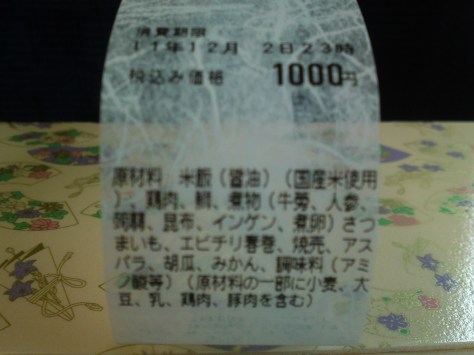 消費期限
11年12月 2日23時
税込み価格 1000円
原材料 米飯(醤油)(国産米使用
)、鶏肉、鯛、煮物(牛蒡、人参、
蒟蒻、昆布、インゲン、煮卵)さつ
まいも、エビチリ春巻、焼売、アス
パラ、胡瓜、みかん、調味料(アミ
ノ酸等)(原材料の一部に小麦、大
豆、乳、鶏肉、豚肉を含む)